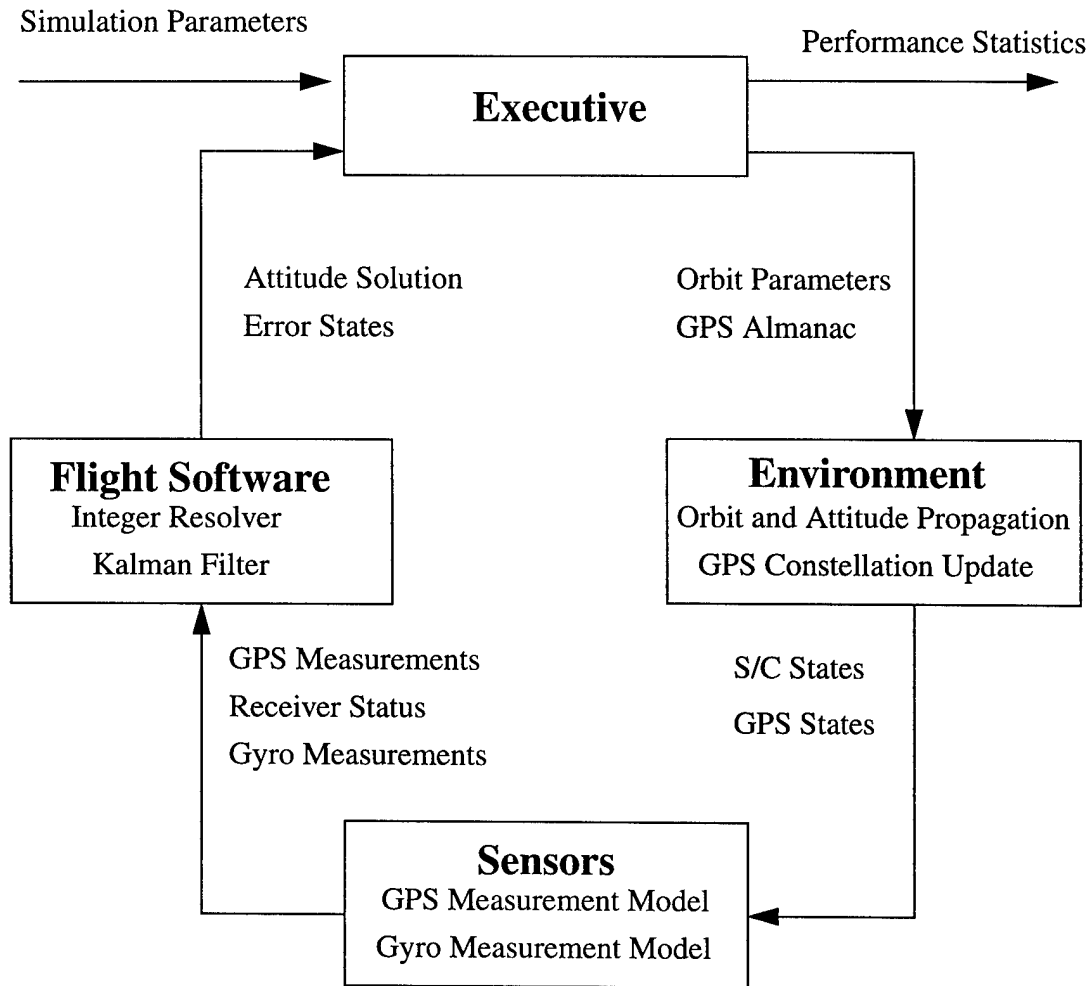 Simulation Parameters
Performance Statistics
Executive
Attitude Solution
Error States
Orbit Parameters
GPS Almanac
Flight Software
Integer Resolver
Kalman Filter
Environment
Orbit and Attitude Propagation
GPS Constellation Update
GPS Measurements
Receiver Status
Gyro Measurements
S/C States
GPS States
Sensors
GPS Measurement Model
Gyro Measurement Model